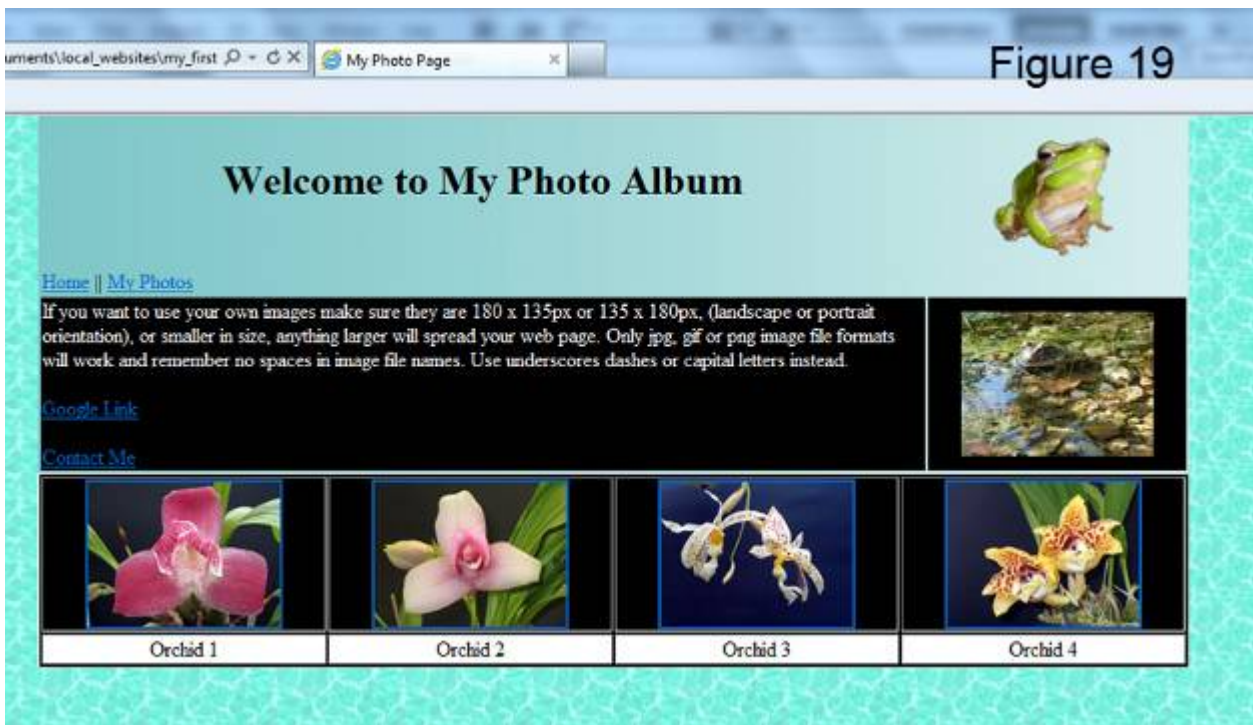 uments\local_websites\my_first
My Photo Page
Figure 19
Welcome to My Photo Album
Home || My Photos
If you want to use your own images make sure they are 180 x 135px or 135 x 180px, (landscape or portrait
orientation), or smaller in size, anything larger will spread your web page. Only jpg, gif or png image file formats
will work and remember no spaces in image file names. Use underscores dashes or capital letters instead.
Google Link
Contact Me
Orchid 1
Orchid 2
Orchid 3
Orchid 4